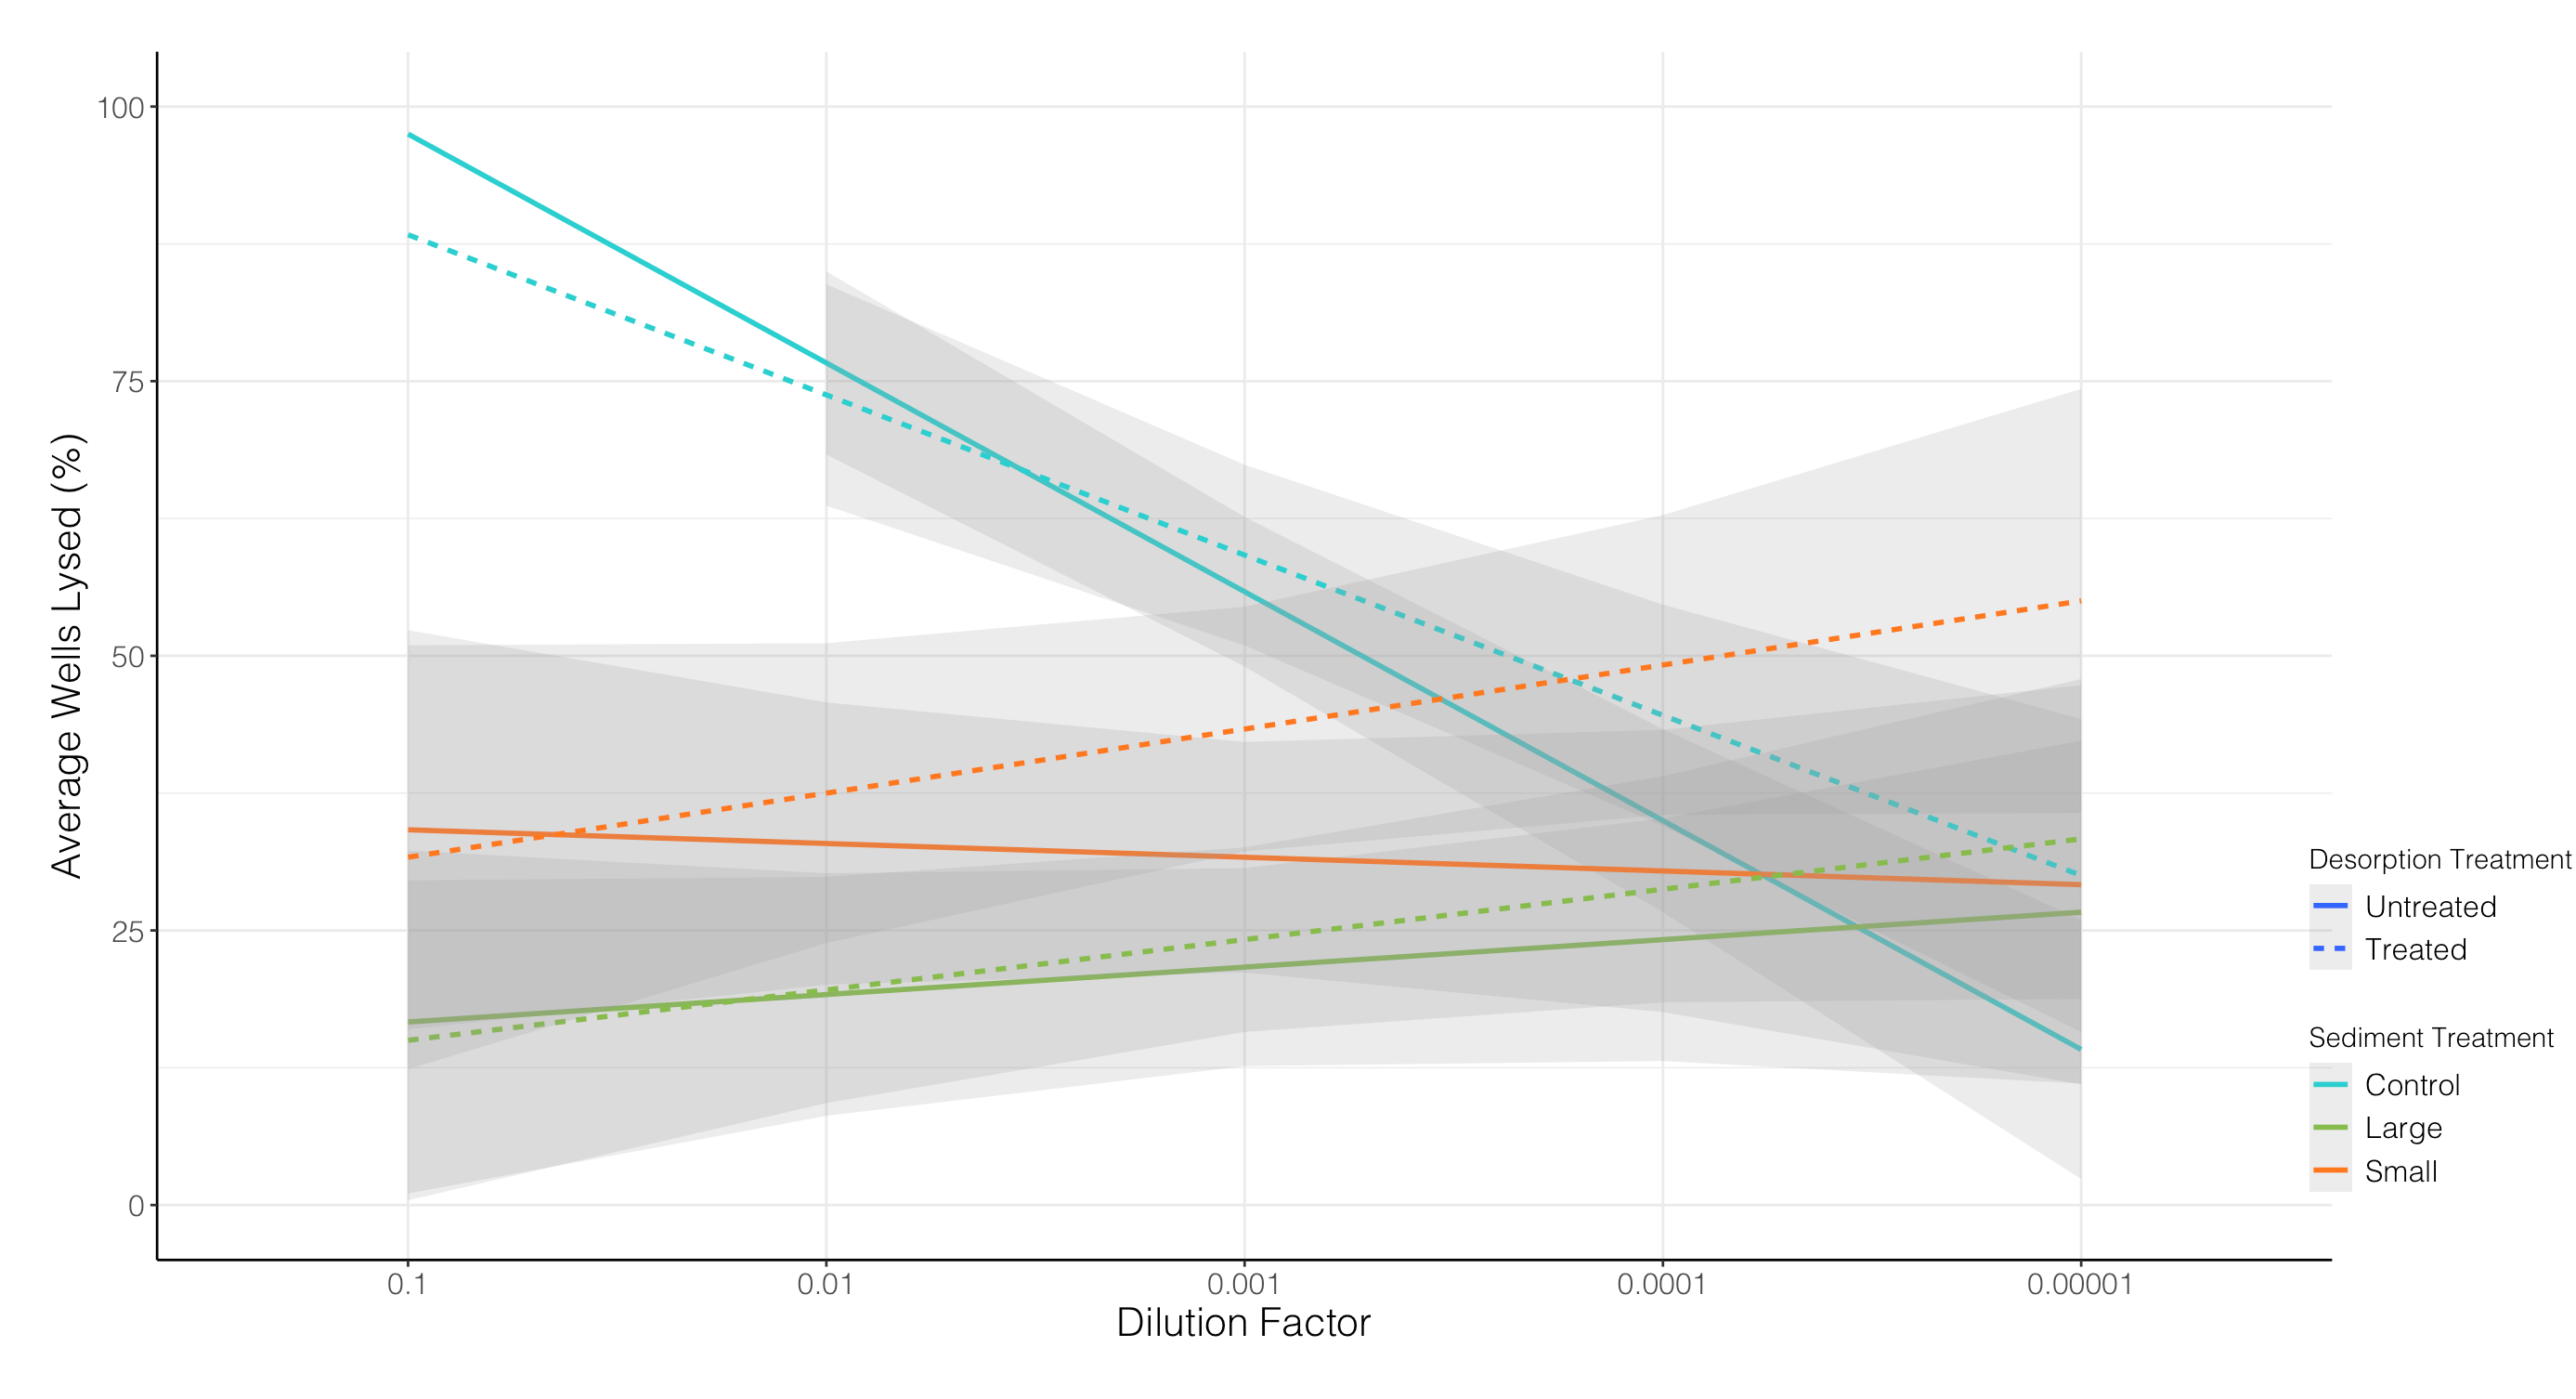 Average Wells Lysed (%)
100
75
50
25
0
0.1
0.01
0.001
0.0001
0.00001
Dilution Factor
Desorption Treatment
Untreated
Treated
Sediment Treatment
Control
Large
Small